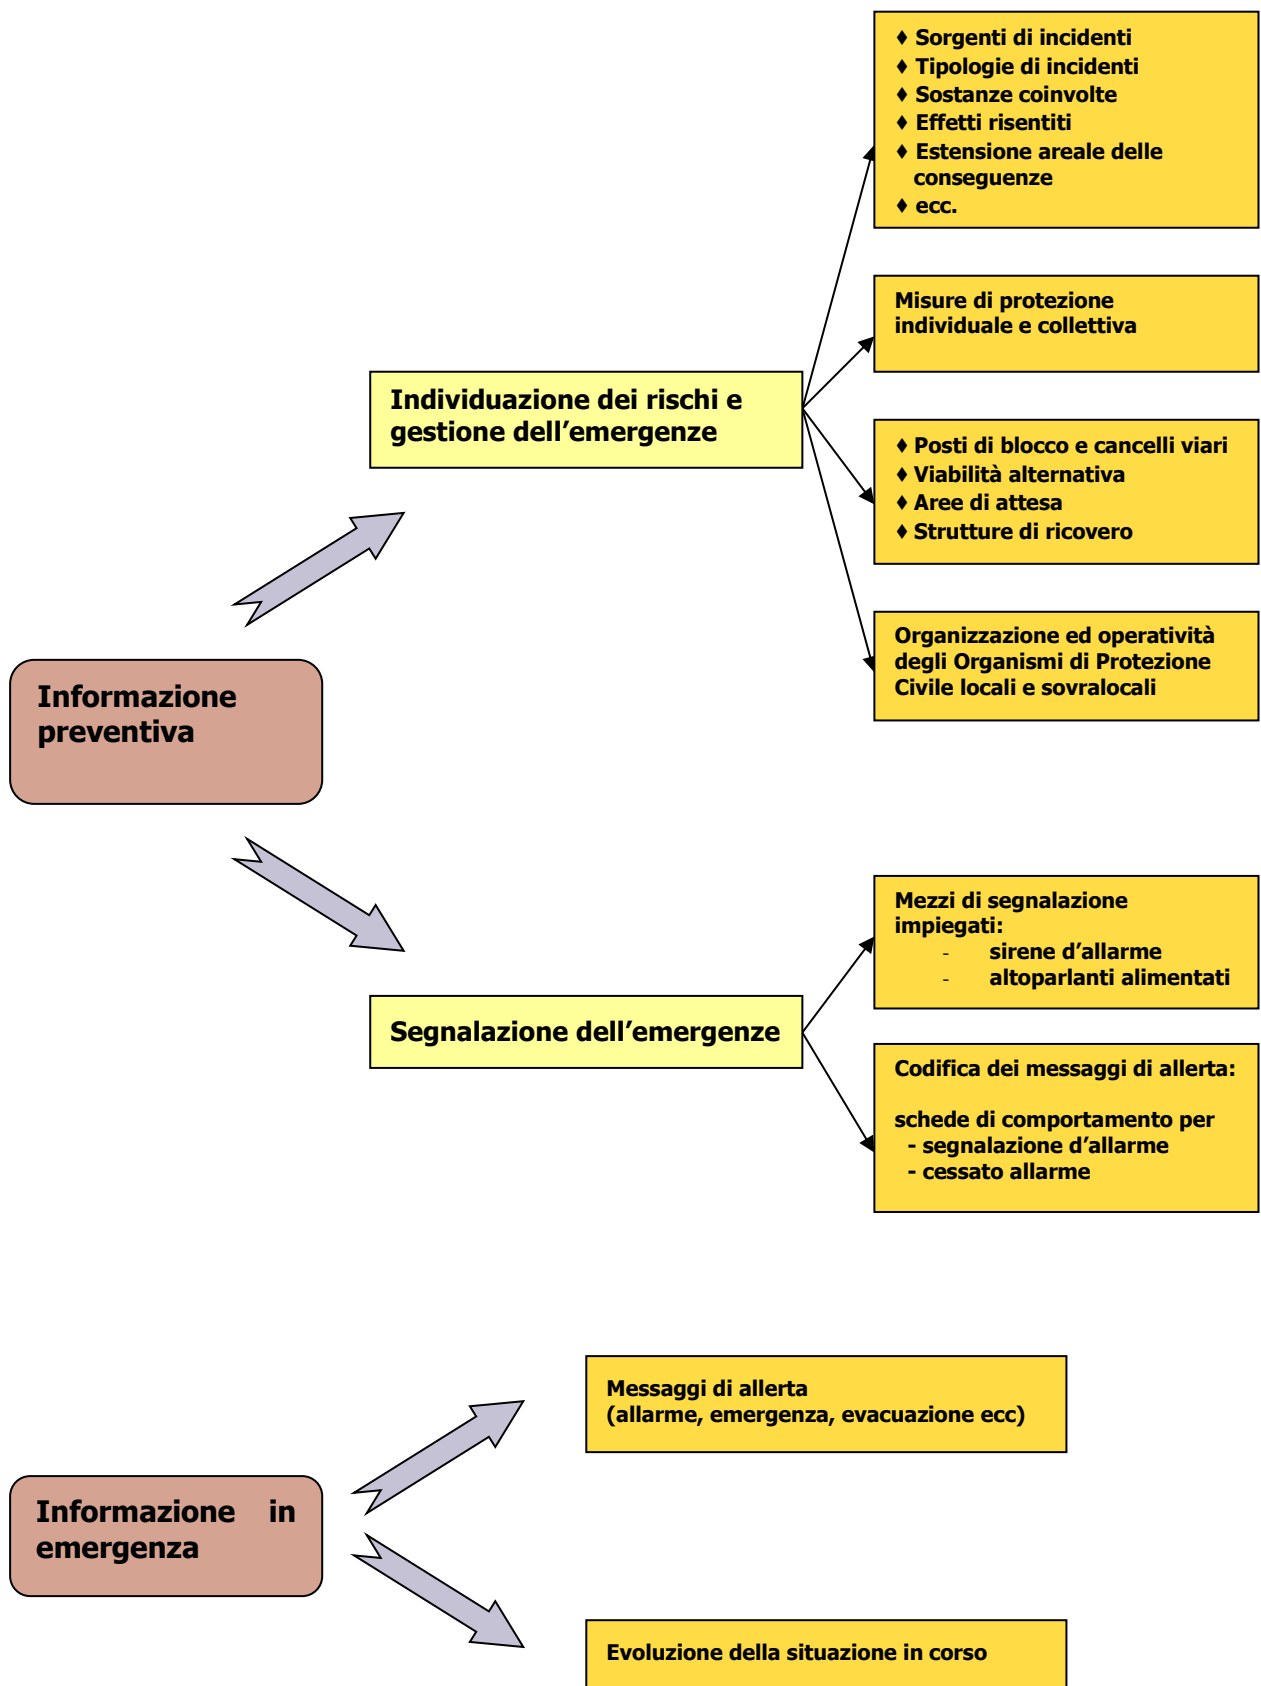 ♦ Sorgenti di incidenti
♦ Tipologie di incidenti
♦ Sostanze coinvolte
♦ Effetti risentiti
♦ Estensione areale delle
conseguenze
♦ ecc.
Misure di protezione
individuale e collettiva
Individuazione dei rischi e
gestione dell’emergenze
♦ Posti di blocco e cancelli viari
♦ Viabilità alternativa
♦ Aree di attesa
♦ Strutture di ricovero
Organizzazione ed operatività
degli Organismi di Protezione
Civile locali e sovralocali
Informazione
preventiva
Mezzi di segnalazione
impiegati:
- sirene d’allarme
- altoparlanti alimentati
Segnalazione dell’emergenze
Codifica dei messaggi di allerta:
schede di comportamento per
- segnalazione d’allarme
- cessato allarme
Messaggi di allerta
(allarme, emergenza, evacuazione ecc)
Informazione in
emergenza
Evoluzione della situazione in corso